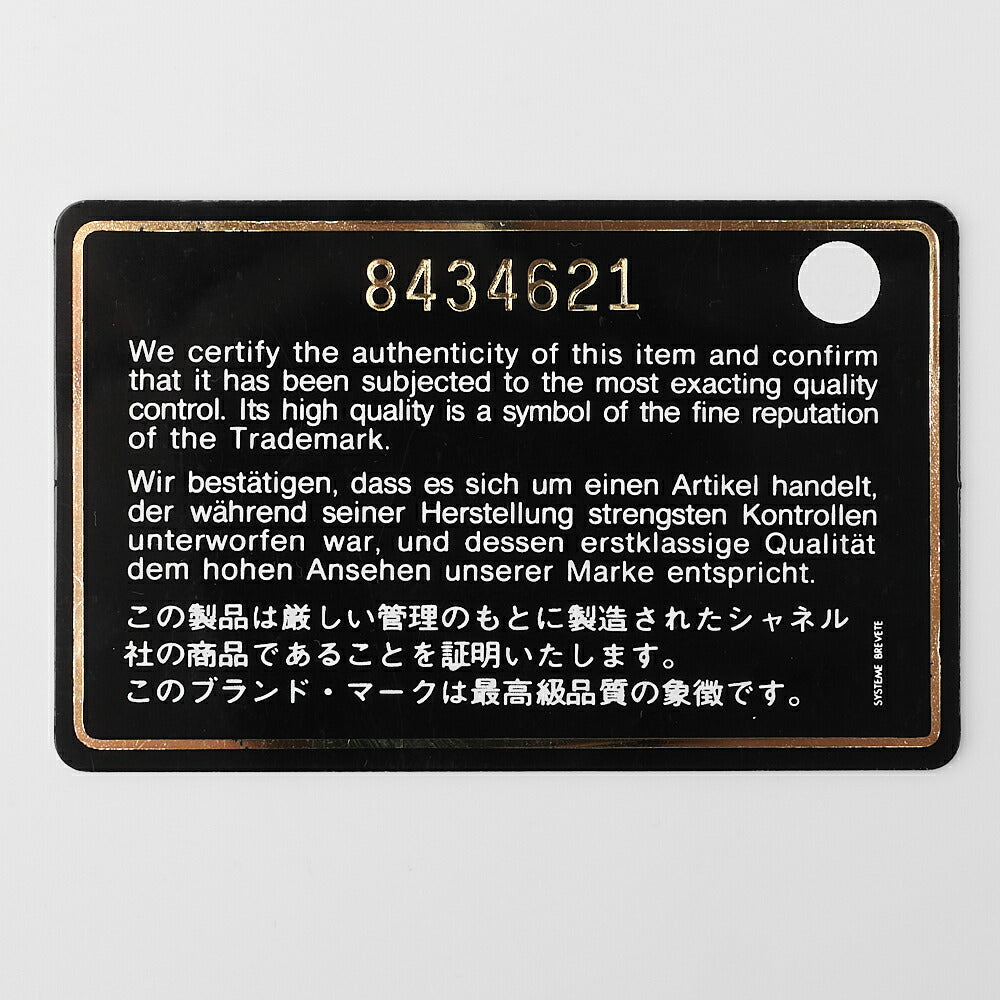 8434621
We certify the authenticity of this item and confirm
that it has been subjected to the most exacting quality
control. Its high quality is a symbol of the fine reputation
of the Trademark.
Wir bestätigen, dass es sich um einen Artikel handelt,
der während seiner Herstellung strengsten Kontrollen
unterworfen war, und dessen erstklassige Qualität
dem hohen Ansehen unserer Marke entspricht.
この製品は厳しい管理のもとに製造されたシャネル
社の商品であることを証明いたします。
このブランド・マークは最高級品質の象徴です。
SYSTEME BREVETE